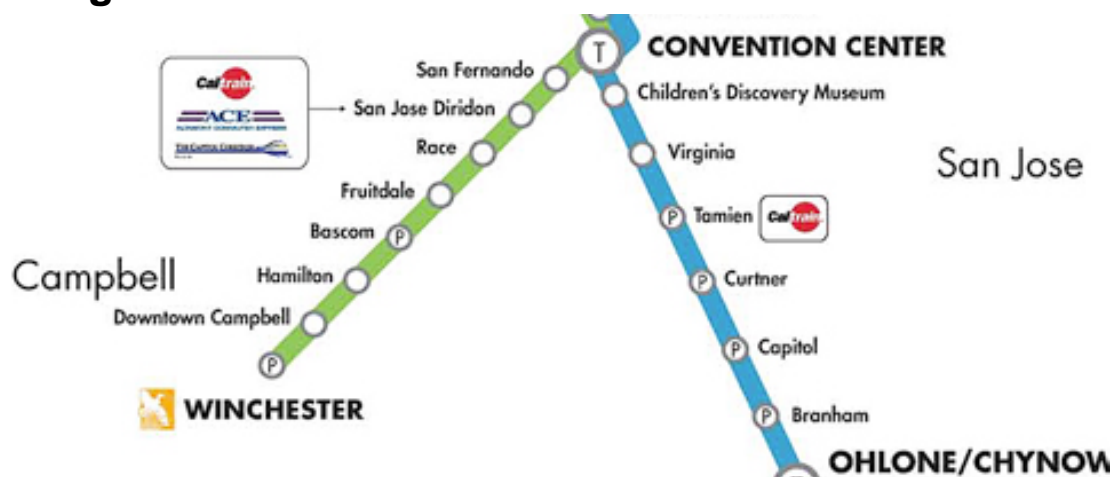 T
CONVENTION CENTER
San Fernando
Children's Discovery Museum
Caltrain
ACE
San Jose Diridon
Race
Virginia
San Jose
Fruitdale
P
Tamien
Caltrain
Bascom
P
Campbell
Hamilton
P
Curtner
Downtown Campbell
P
Capitol
P
WINCHESTER
P
Branham
OHLONE/CHYNOW